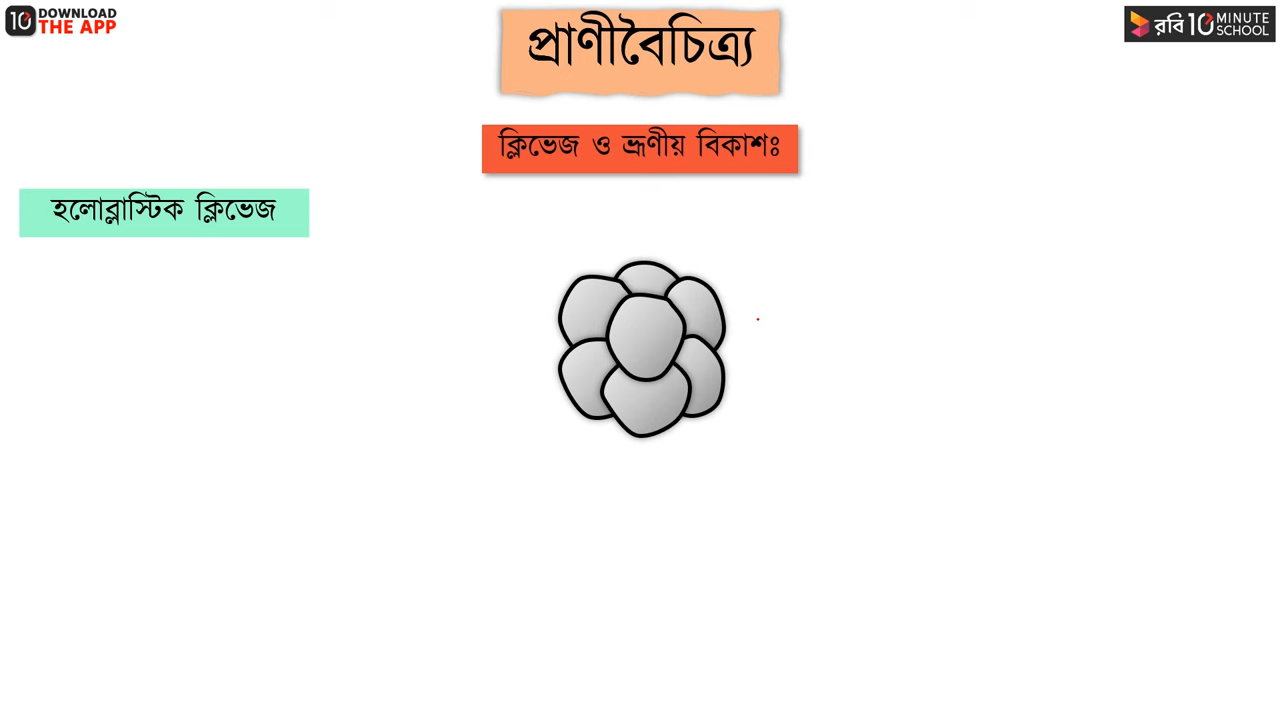 10 DOWNLOAD
THE APP
প্রাণীবৈচিত্র্য
রবি 10 MINUTE
SCHOOL
ক্লিভেজ ও ভ্রূণীয় বিকাশঃ
হলোব্লাস্টিক ক্লিভেজ